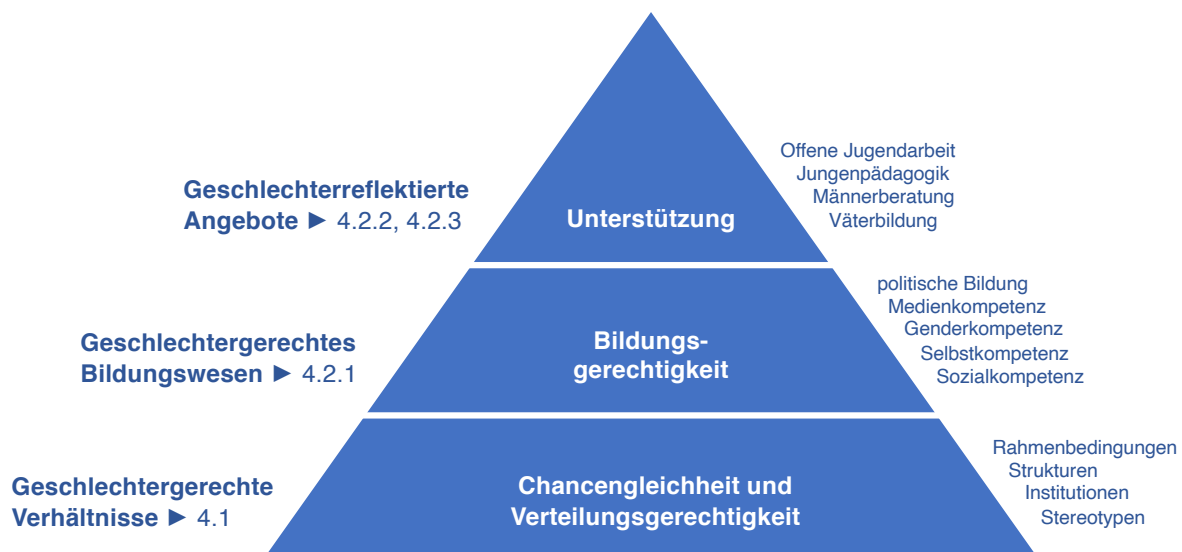 Geschlechterreflektierte
Angebote ► 4.2.2, 4.2.3
Unterstützung
Offene Jugendarbeit
Jungenpädagogik
Männerberatung
Väterbildung
Geschlechtergerechtes
Bildungswesen ► 4.2.1
Bildungs-
gerechtigkeit
politische Bildung
Medienkompetenz
Genderkompetenz
Selbstkompetenz
Sozialkompetenz
Geschlechtergerechte
Verhältnisse ► 4.1
Chancengleichheit und
Verteilungsgerechtigkeit
Rahmenbedingungen
Strukturen
Institutionen
Stereotypen